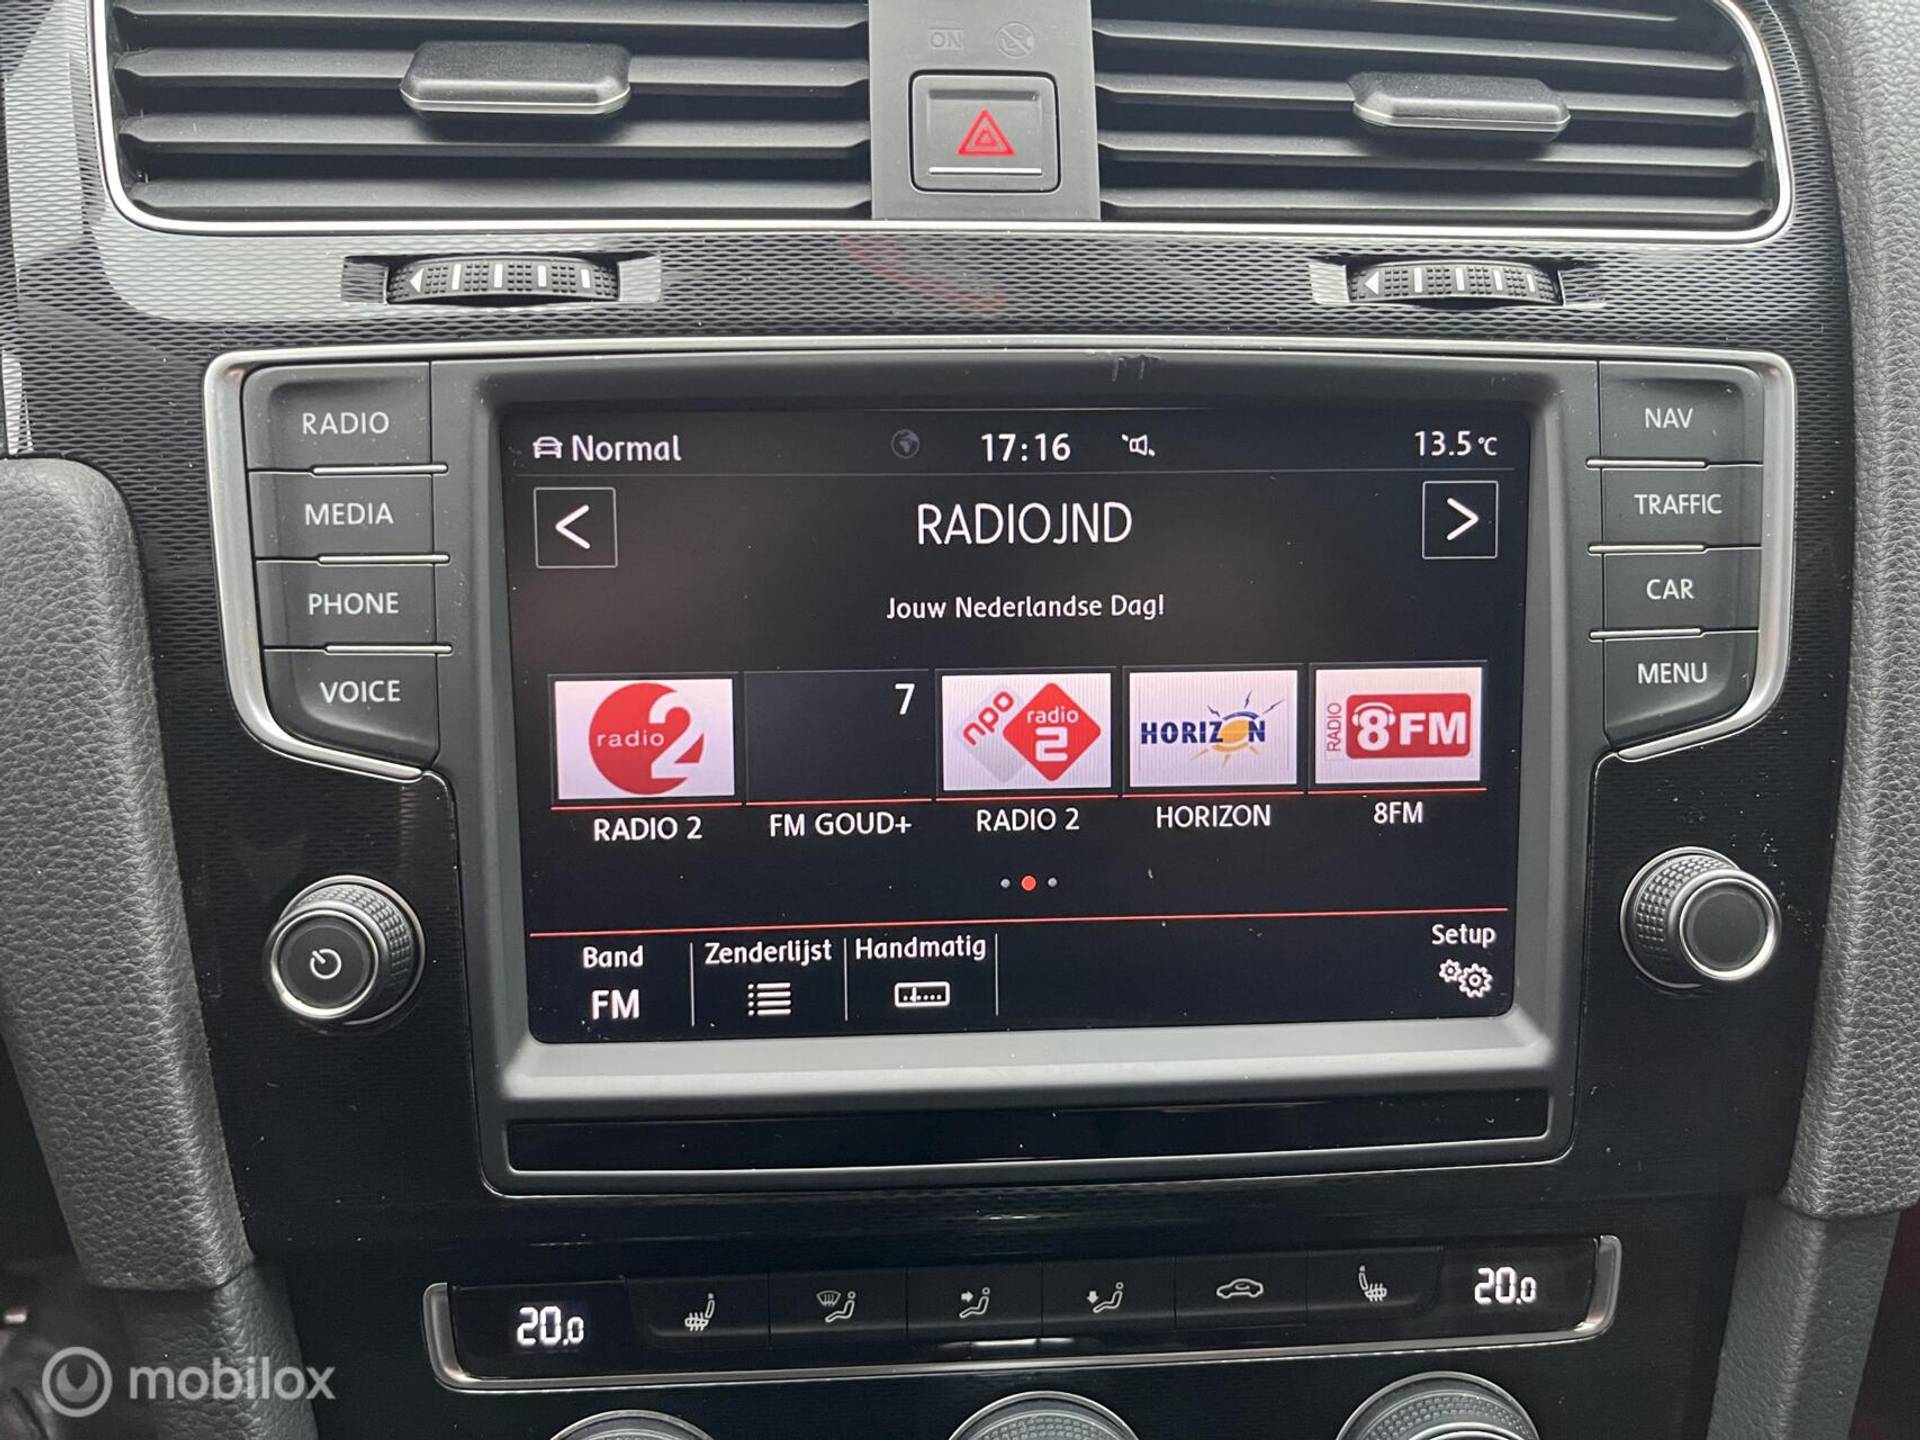 ON
RADIO
MEDIA
PHONE
VOICE
NAV
TRAFFIC
CAR
MENU
Normal
17:16
13.5°C
<
RADIOJND
>
Jouw Nederlandse Dag!
radio 2
7
npo radio 2
HORIZON
RADIO 8FM
RADIO 2
FM GOUD+
RADIO 2
HORIZON
8FM
Band
Zenderlijst
Handmatig
Setup
FM
20.0
20.0
mobilox